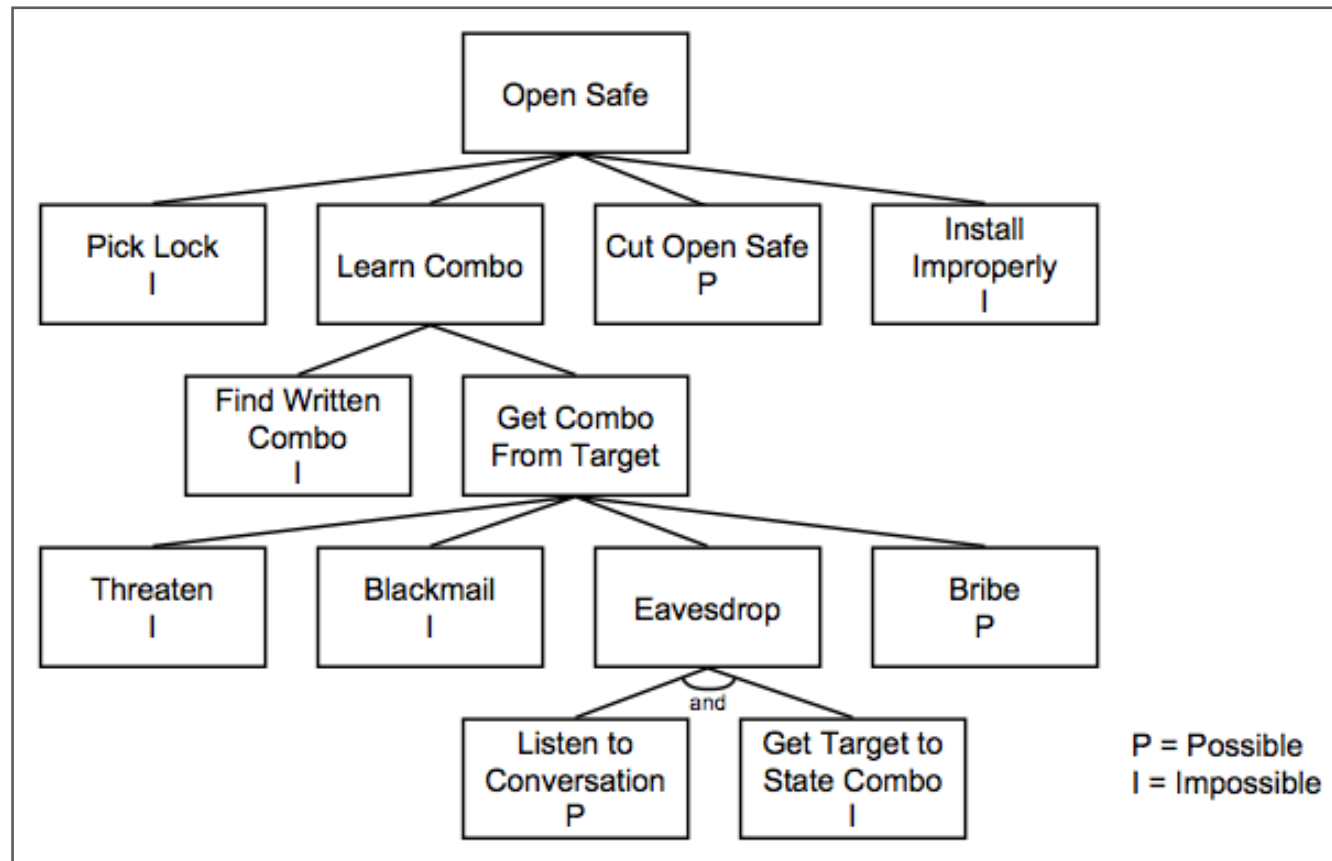 Open Safe
Pick Lock
I
Learn Combo
Cut Open Safe
P
Install
Improperly
I
Find Written
Combo
I
Get Combo
From Target
Threaten
I
Blackmail
I
Eavesdrop
Bribe
P
and
Listen to
Conversation
P
Get Target to
State Combo
I
P = Possible
I = Impossible